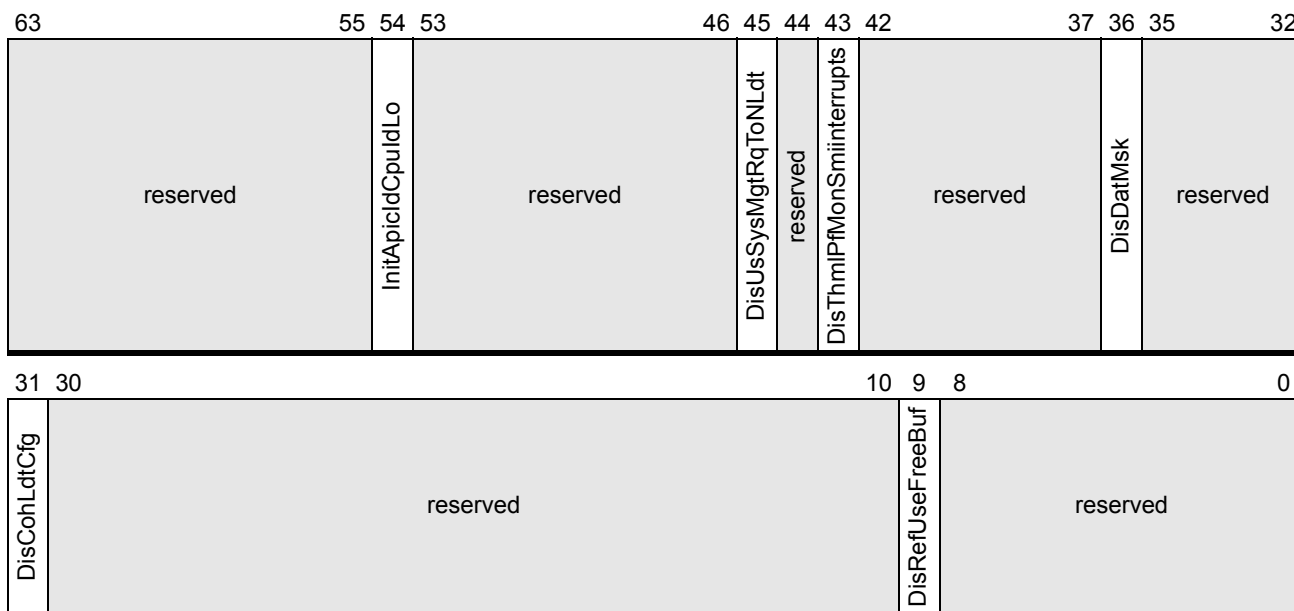 63 55 54 53 46 45 44 43 42 37 36 35 32
reserved
InitApicIdCpuIdLo
reserved
DisUsSysMgtRqToNLdt
reserved
DisThmlPfMonSmiinterrupts
reserved
DisDatMsk
reserved
31 30 10 9 8 0
DisCohLdtCfg
reserved
DisRefUseFreeBuf
reserved